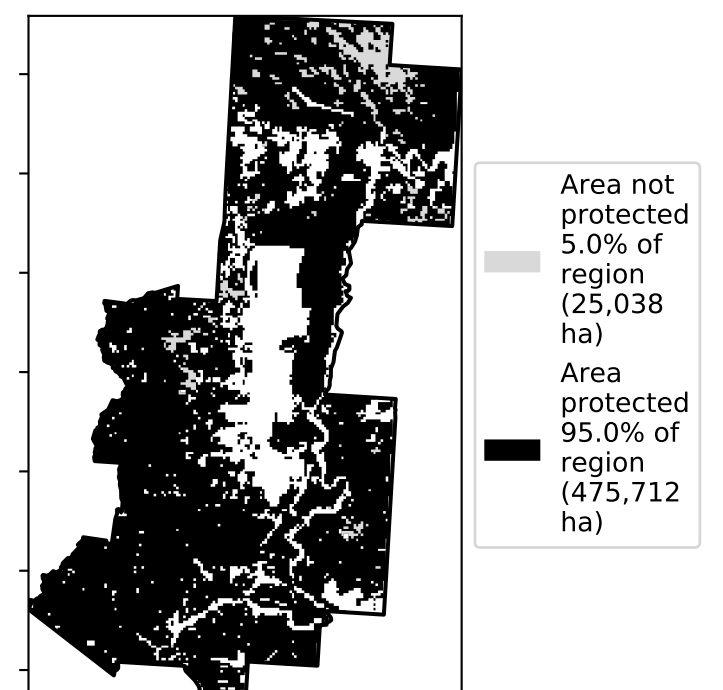 Area not
protected
5.0% of
region
(25,038
ha)
Area
protected
95.0% of
region
(475,712
ha)